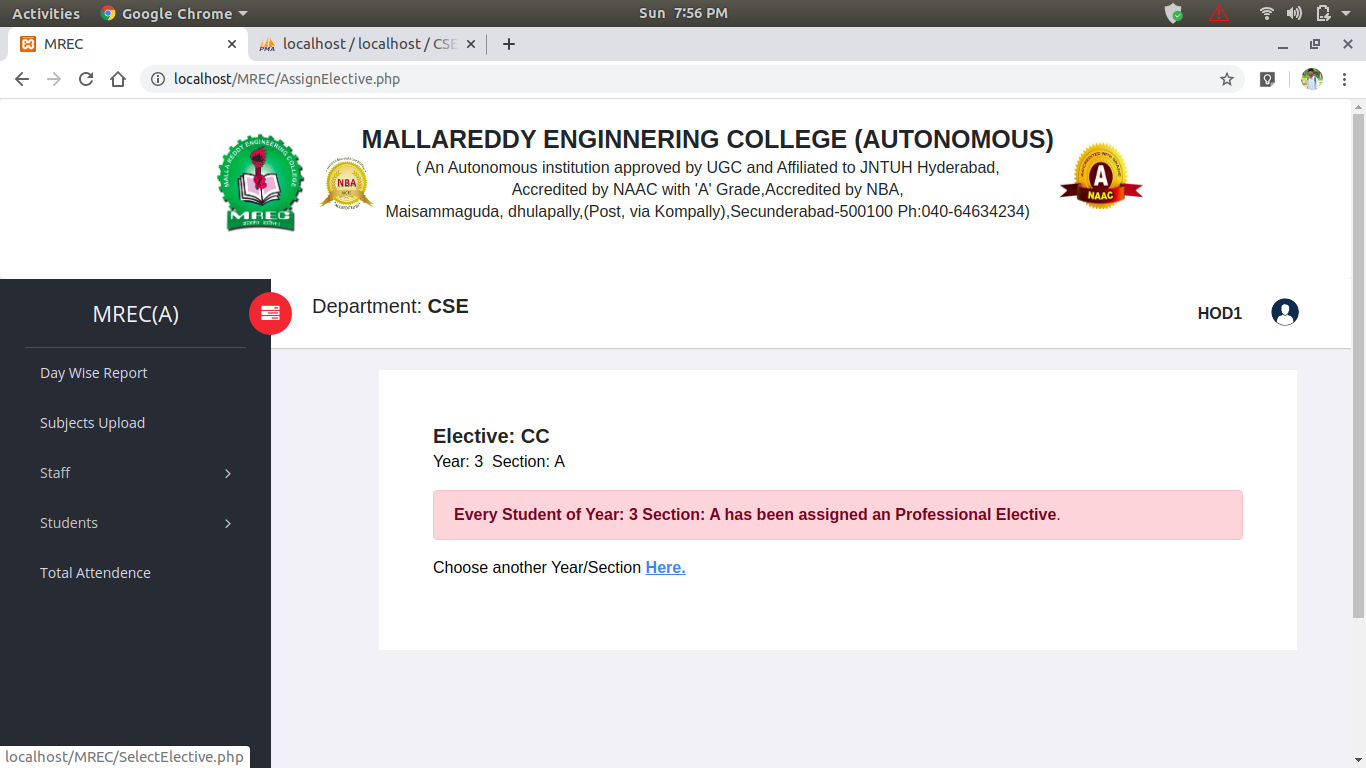 Activities Google Chrome Sun 7:56 PM
MREC localhost / localhost / CSE
localhost/MREC/AssignElective.php
MALLAREDDY ENGINNERING COLLEGE (AUTONOMOUS)
( An Autonomous institution approved by UGC and Affiliated to JNTUH Hyderabad,
Accredited by NAAC with 'A' Grade,Accredited by NBA,
Maisammaguda, dhulapally,(Post, via Kompally),Secunderabad-500100 Ph:040-64634234)
MALLA REDDY ENGINEERING COLLEGE
MREC
NBA
A
NAAC
MREC(A)
Department: CSE
HOD1
Day Wise Report
Subjects Upload
Staff
Students
Total Attendence
Elective: CC
Year: 3 Section: A
Every Student of Year: 3 Section: A has been assigned an Professional Elective.
Choose another Year/Section Here.
localhost/MREC/SelectElective.php